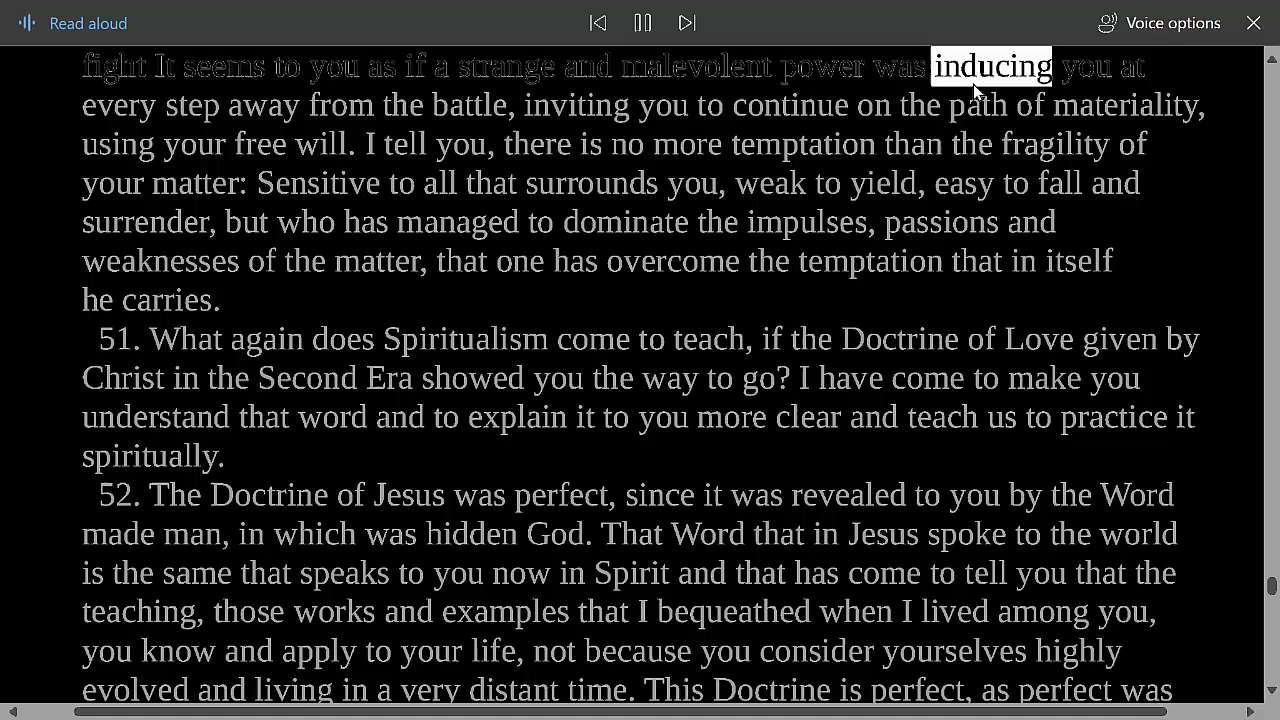 Read aloud
Voice options
fight It seems to you as if a strange and malevolent power was inducing you at
every step away from the battle, inviting you to continue on the path of materiality,
using your free will. I tell you, there is no more temptation than the fragility of
your matter: Sensitive to all that surrounds you, weak to yield, easy to fall and
surrender, but who has managed to dominate the impulses, passions and
weaknesses of the matter, that one has overcome the temptation that in itself
he carries.
51. What again does Spiritualism come to teach, if the Doctrine of Love given by
Christ in the Second Era showed you the way to go? I have come to make you
understand that word and to explain it to you more clear and teach us to practice it
spiritually.
52. The Doctrine of Jesus was perfect, since it was revealed to you by the Word
made man, in which was hidden God. That Word that in Jesus spoke to the world
is the same that speaks to you now in Spirit and that has come to tell you that the
teaching, those works and examples that I bequeathed when I lived among you,
you know and apply to your life, not because you consider yourselves highly
evolved and living in a very distant time. This Doctrine is perfect, as perfect was